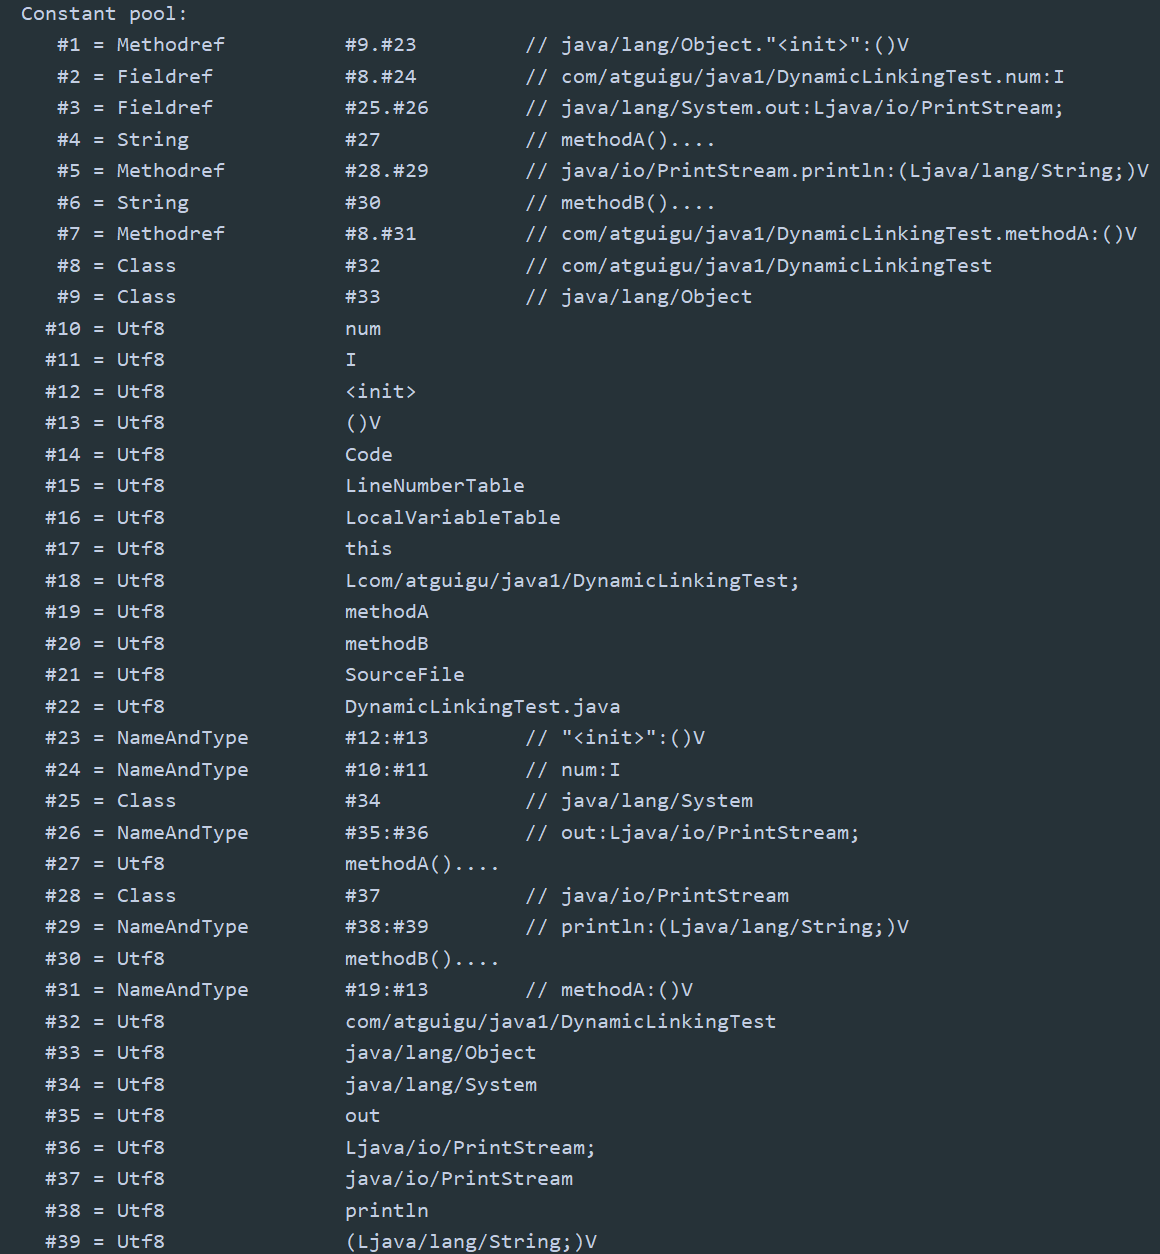 Constant pool:
#1 = Methodref #9.#23 // java/lang/Object."<init>":()V
#2 = Fieldref #8.#24 // com/atguigu/java1/DynamicLinkingTest.num:I
#3 = Fieldref #25.#26 // java/lang/System.out:Ljava/io/PrintStream;
#4 = String #27 // methodA()....
#5 = Methodref #28.#29 // java/io/PrintStream.println:(Ljava/lang/String;)V
#6 = String #30 // methodB()....
#7 = Methodref #8.#31 // com/atguigu/java1/DynamicLinkingTest.methodA:()V
#8 = Class #32 // com/atguigu/java1/DynamicLinkingTest
#9 = Class #33 // java/lang/Object
#10 = Utf8 num
#11 = Utf8 I
#12 = Utf8 <init>
#13 = Utf8 ()V
#14 = Utf8 Code
#15 = Utf8 LineNumberTable
#16 = Utf8 LocalVariableTable
#17 = Utf8 this
#18 = Utf8 Lcom/atguigu/java1/DynamicLinkingTest;
#19 = Utf8 methodA
#20 = Utf8 methodB
#21 = Utf8 SourceFile
#22 = Utf8 DynamicLinkingTest.java
#23 = NameAndType #12:#13 // "<init>":()V
#24 = NameAndType #10:#11 // num:I
#25 = Class #34 // java/lang/System
#26 = NameAndType #35:#36 // out:Ljava/io/PrintStream;
#27 = Utf8 methodA()....
#28 = Class #37 // java/io/PrintStream
#29 = NameAndType #38:#39 // println:(Ljava/lang/String;)V
#30 = Utf8 methodB()....
#31 = NameAndType #19:#13 // methodA:()V
#32 = Utf8 com/atguigu/java1/DynamicLinkingTest
#33 = Utf8 java/lang/Object
#34 = Utf8 java/lang/System
#35 = Utf8 out
#36 = Utf8 Ljava/io/PrintStream;
#37 = Utf8 java/io/PrintStream
#38 = Utf8 println
#39 = Utf8 (Ljava/lang/String;)V